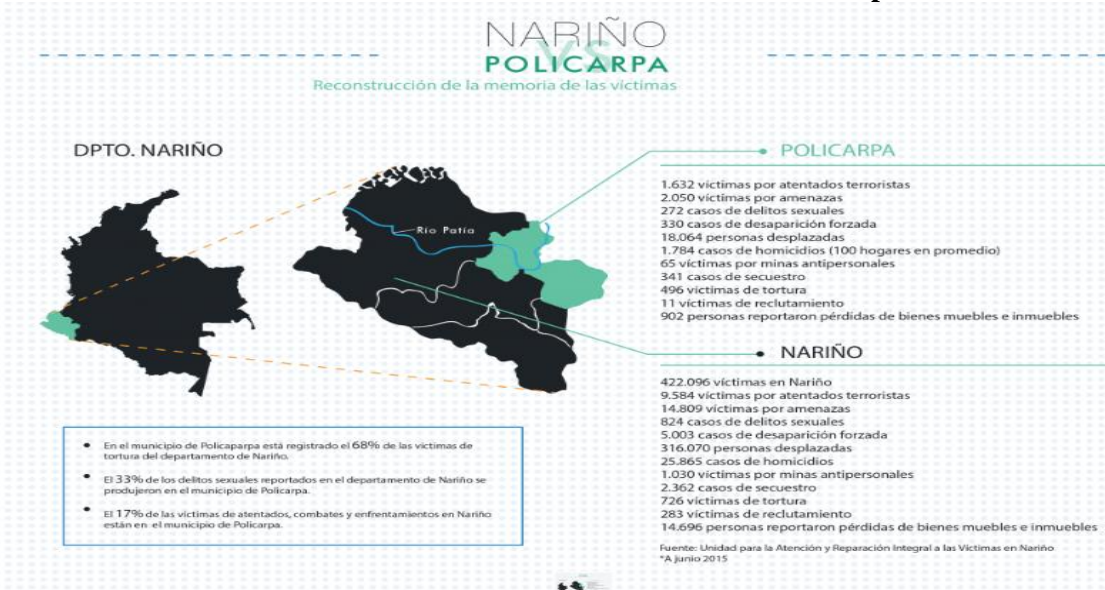 NARIÑO
VS
POLICARPA
Reconstrucción de la memoria de las víctimas
DPTO. NARIÑO
Río Patía
POLICARPA
1.632 víctimas por atentados terroristas
2.050 víctimas por amenazas
272 casos de delitos sexuales
330 casos de desaparición forzada
18.064 personas desplazadas
1.784 casos de homicidios (100 hogares en promedio)
65 víctimas por minas antipersonales
341 casos de secuestro
496 víctimas de tortura
11 víctimas de reclutamiento
902 personas reportaron pérdidas de bienes muebles e inmuebles
NARIÑO
422.096 víctimas en Nariño
9.584 víctimas por atentados terroristas
14.809 víctimas por amenazas
824 casos de delitos sexuales
5.003 casos de desaparición forzada
316.070 personas desplazadas
25.865 casos de homicidios
1.030 víctimas por minas antipersonales
2.362 casos de secuestro
726 víctimas de tortura
283 víctimas de reclutamiento
14.696 personas reportaron pérdidas de bienes muebles e inmuebles
Fuente: Unidad para la Atención y Reparación Integral a las Víctimas en Nariño
*A junio 2015
En el municipio de Policaparpa está registrado el 68% de las víctimas de
tortura del departamento de Nariño.
El 33% de los delitos sexuales reportados en el departamento de Nariño se
produjeron en el municipio de Policarpa.
El 17% de las víctimas de atentados, combates y enfrentamientos en Nariño
están en el municipio de Policarpa.